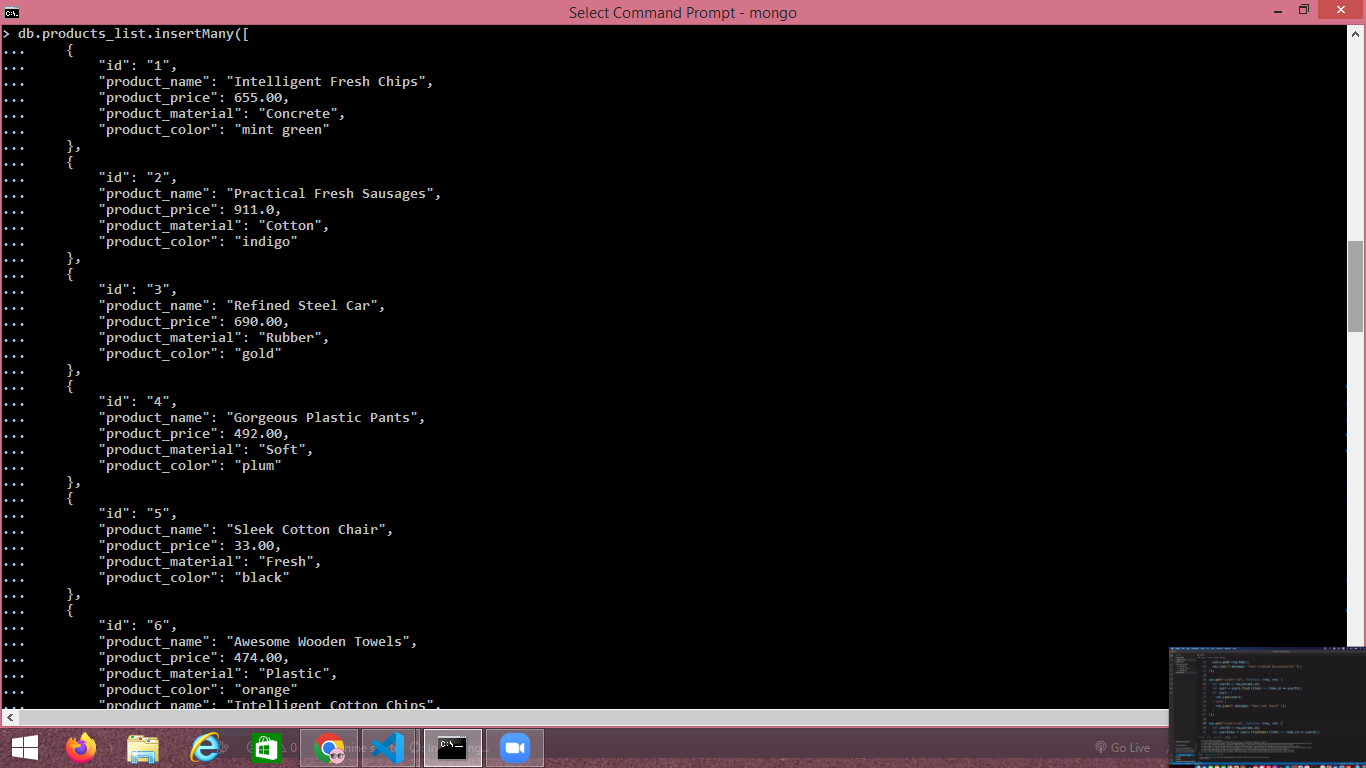 Select Command Prompt - mongo
> db.products_list.insertMany([
...     {
...         "id": "1",
...         "product_name": "Intelligent Fresh Chips",
...         "product_price": 655.00,
...         "product_material": "Concrete",
...         "product_color": "mint green"
...     },
...     {
...         "id": "2",
...         "product_name": "Practical Fresh Sausages",
...         "product_price": 911.0,
...         "product_material": "Cotton",
...         "product_color": "indigo"
...     },
...     {
...         "id": "3",
...         "product_name": "Refined Steel Car",
...         "product_price": 690.00,
...         "product_material": "Rubber",
...         "product_color": "gold"
...     },
...     {
...         "id": "4",
...         "product_name": "Gorgeous Plastic Pants",
...         "product_price": 492.00,
...         "product_material": "Soft",
...         "product_color": "plum"
...     },
...     {
...         "id": "5",
...         "product_name": "Sleek Cotton Chair",
...         "product_price": 33.00,
...         "product_material": "Fresh",
...         "product_color": "black"
...     },
...     {
...         "id": "6",
...         "product_name": "Awesome Wooden Towels",
...         "product_price": 474.00,
...         "product_material": "Plastic",
...         "product_color": "orange"
...         "product_name": "Intelligent Cotton Chips",
Go Live